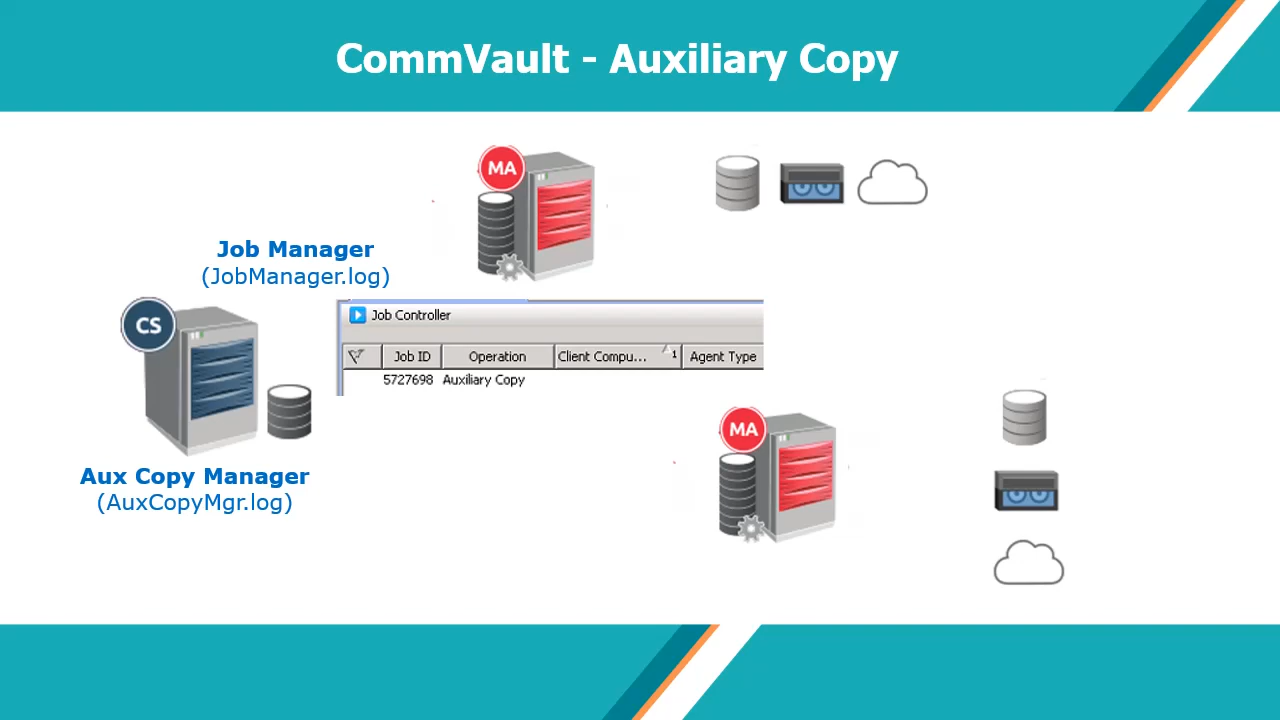 CommVault - Auxiliary Copy
MA
Job Manager
(JobManager.log)
CS
Job Controller
Job ID Operation Client Compu... 1 Agent Type
5727698 Auxiliary Copy
MA
Aux Copy Manager
(AuxCopyMgr.log)